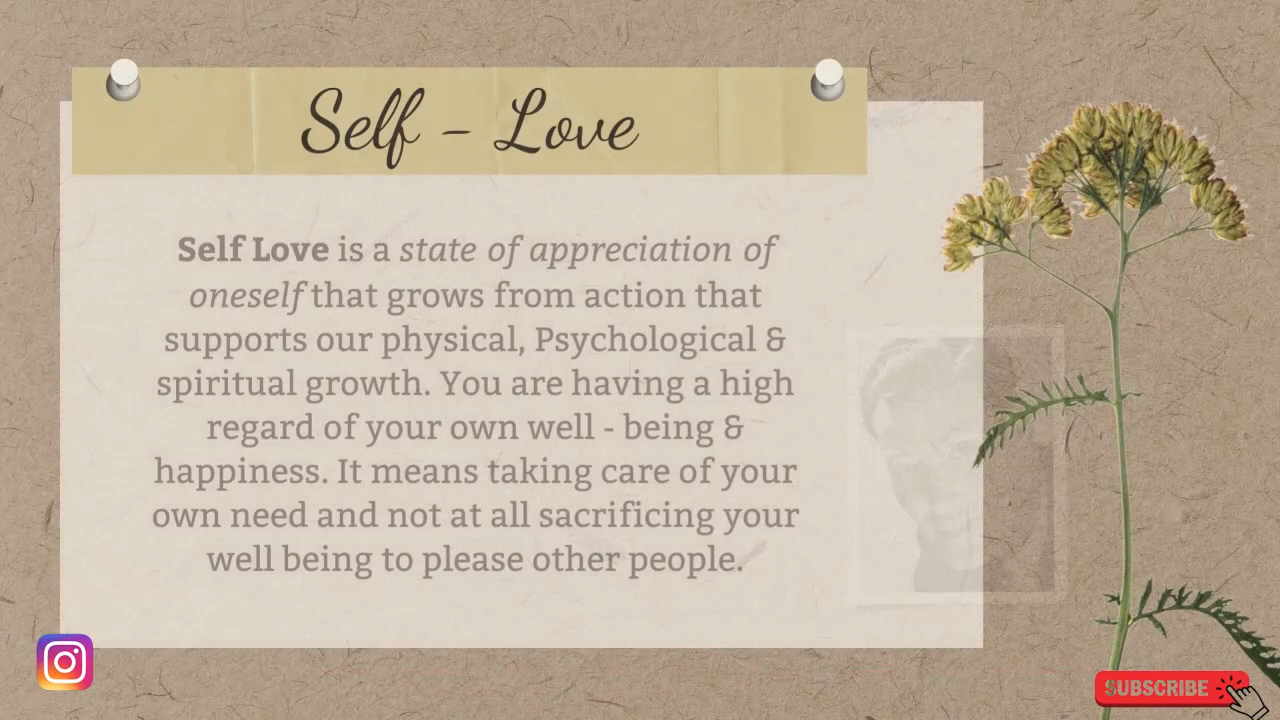 Self - Love
Self Love is a state of appreciation of
oneself that grows from action that
supports our physical, Psychological &
spiritual growth. You are having a high
regard of your own well - being &
happiness. It means taking care of your
own need and not at all sacrificing your
well being to please other people.
SUBSCRIBE